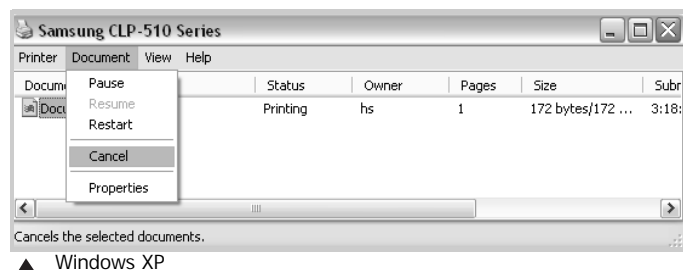 Samsung CLP-510 Series
Printer Document View Help
Docum Status Owner Pages Size Subr
Docu Printing hs 1 172 bytes/172 ... 3:18:
Pause
Resume
Restart
Cancel
Properties
Cancels the selected documents.
Windows XP